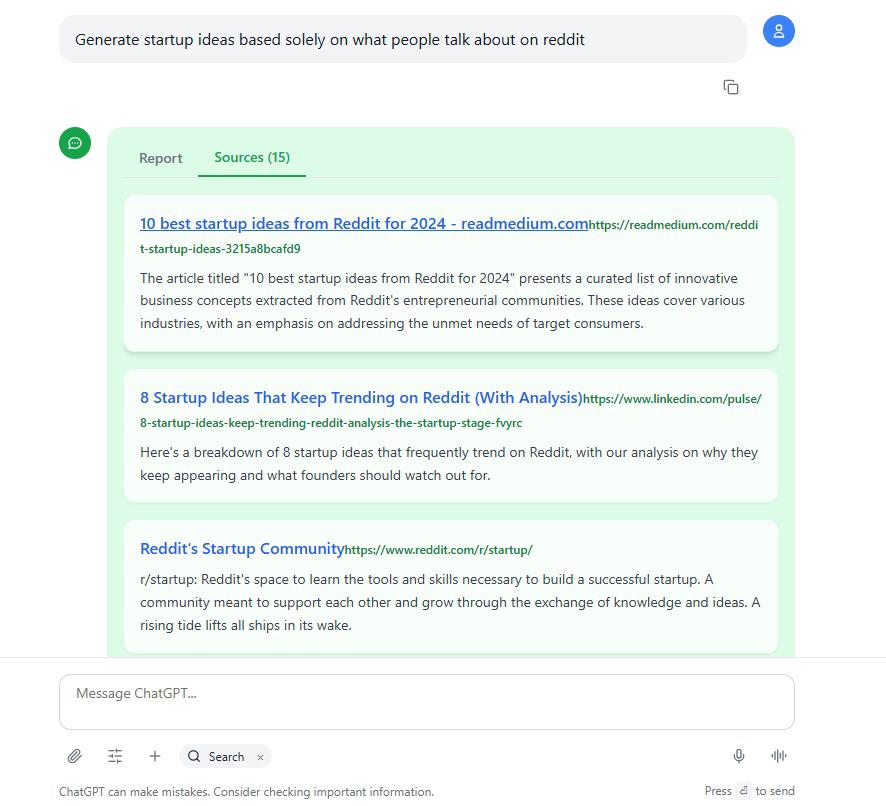 Generate startup ideas based solely on what people talk about on reddit
Report
Sources (15)
10 best startup ideas from Reddit for 2024 - readmedium.comhttps://readmedium.com/reddi
t-startup-ideas-3215a8bcafd9
The article titled "10 best startup ideas from Reddit for 2024" presents a curated list of innovative
business concepts extracted from Reddit's entrepreneurial communities. These ideas cover various
industries, with an emphasis on addressing the unmet needs of target consumers.
8 Startup Ideas That Keep Trending on Reddit (With Analysis)https://www.linkedin.com/pulse/
8-startup-ideas-keep-trending-reddit-analysis-the-startup-stage-fvyrc
Here's a breakdown of 8 startup ideas that frequently trend on Reddit, with our analysis on why they
keep appearing and what founders should watch out for.
Reddit's Startup Communityhttps://www.reddit.com/r/startup/
r/startup: Reddit's space to learn the tools and skills necessary to build a successful startup. A
community meant to support each other and grow through the exchange of knowledge and ideas. A
rising tide lifts all ships in its wake.
Message ChatGPT...
Search ×
ChatGPT can make mistakes. Consider checking important information.
Press ⏎ to send